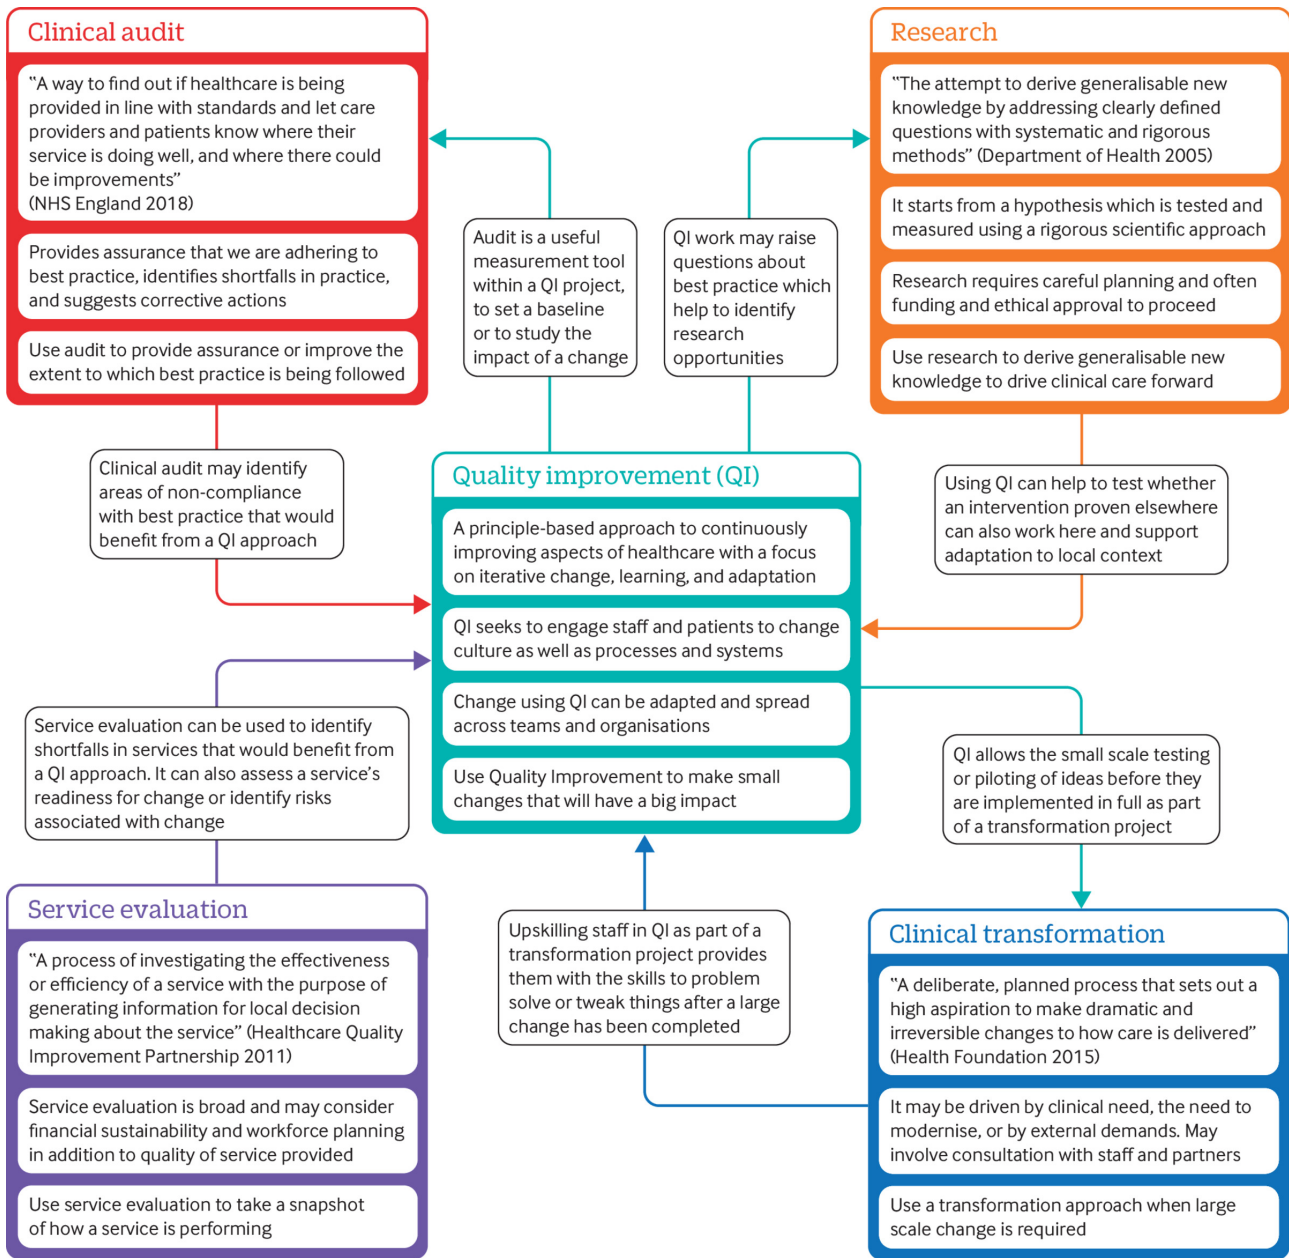 Clinical audit
"A way to find out if healthcare is being
provided in line with standards and let care
providers and patients know where their
service is doing well, and where there could
be improvements"
(NHS England 2018)
Provides assurance that we are adhering to
best practice, identifies shortfalls in practice,
and suggests corrective actions
Use audit to provide assurance or improve the
extent to which best practice is being followed
Research
"The attempt to derive generalisable new
knowledge by addressing clearly defined
questions with systematic and rigorous
methods" (Department of Health 2005)
It starts from a hypothesis which is tested and
measured using a rigorous scientific approach
Research requires careful planning and often
funding and ethical approval to proceed
Use research to derive generalisable new
knowledge to drive clinical care forward
Audit is a useful
measurement tool
within a QI project,
to set a baseline
or to study the
impact of a change
QI work may raise
questions about
best practice which
help to identify
research
opportunities
Clinical audit may identify
areas of non-compliance
with best practice that would
benefit from a QI approach
Quality improvement (QI)
A principle-based approach to continuously
improving aspects of healthcare with a focus
on iterative change, learning, and adaptation
QI seeks to engage staff and patients to change
culture as well as processes and systems
Change using QI can be adapted and spread
across teams and organisations
Use Quality Improvement to make small
changes that will have a big impact
Using QI can help to test whether
an intervention proven elsewhere
can also work here and support
adaptation to local context
Service evaluation can be used to identify
shortfalls in services that would benefit from
a QI approach. It can also assess a service's
readiness for change or identify risks
associated with change
QI allows the small scale testing
or piloting of ideas before they
are implemented in full as part
of a transformation project
Service evaluation
"A process of investigating the effectiveness
or efficiency of a service with the purpose of
generating information for local decision
making about the service" (Healthcare Quality
Improvement Partnership 2011)
Service evaluation is broad and may consider
financial sustainability and workforce planning
in addition to quality of service provided
Use service evaluation to take a snapshot
of how a service is performing
Upskilling staff in QI as part of a
transformation project provides
them with the skills to problem
solve or tweak things after a large
change has been completed
Clinical transformation
"A deliberate, planned process that sets out a
high aspiration to make dramatic and
irreversible changes to how care is delivered"
(Health Foundation 2015)
It may be driven by clinical need, the need to
modernise, or by external demands. May
involve consultation with staff and partners
Use a transformation approach when large
scale change is required